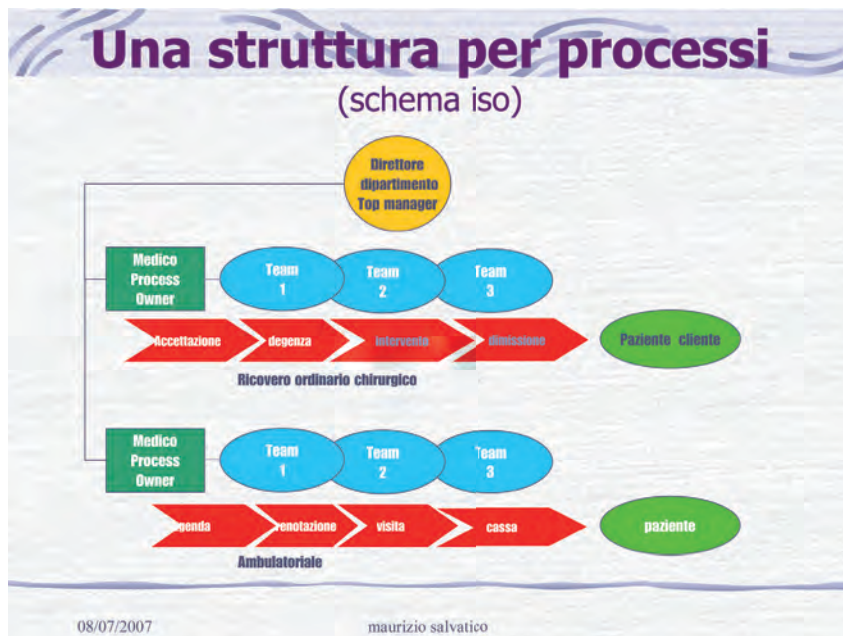 Una struttura per processi
(schema iso)
Direttore
dipartimento
Top manager
Medico
Process
Owner
Team
1
Team
2
Team
3
Accettazione
degenza
intervento
dimissione
Paziente cliente
Ricovero ordinario chirurgico
Medico
Process
Owner
Team
1
Team
2
Team
3
genda
renotazione
visita
cassa
paziente
Ambulatoriale
08/07/2007
maurizio salvatico